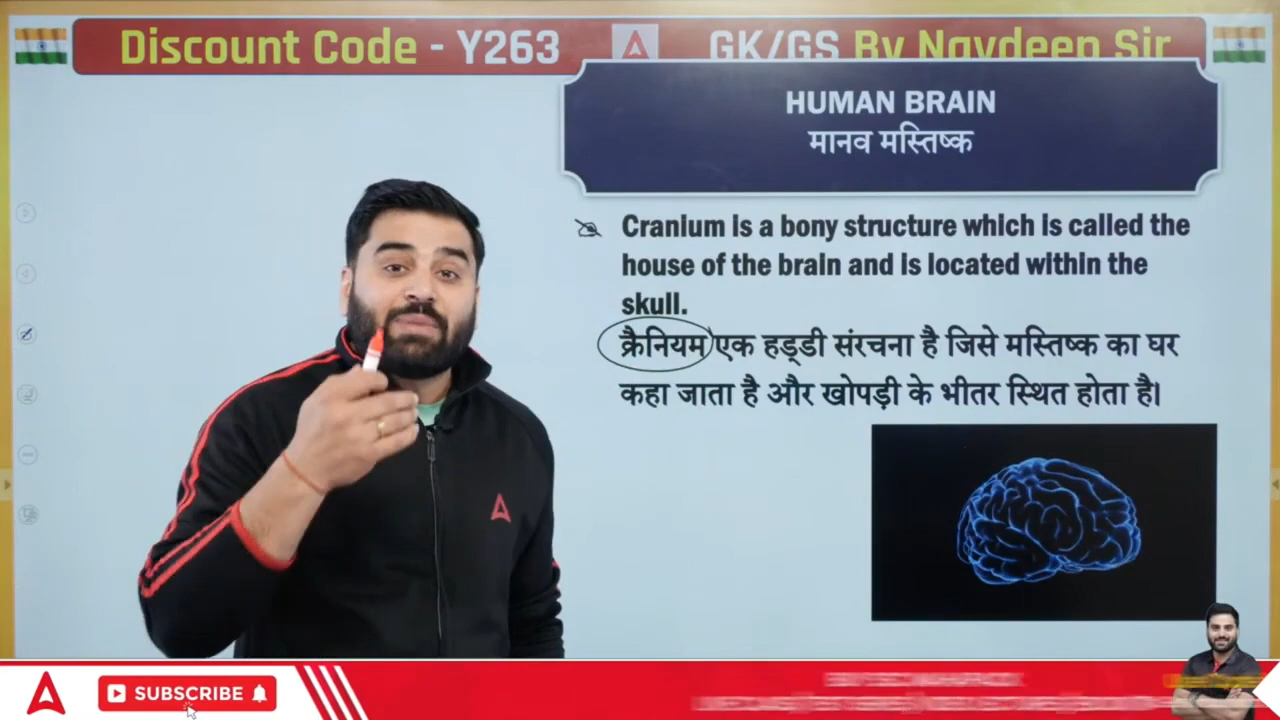 Discount Code - Y263
GK/GS By Navdeep Sir
HUMAN BRAIN
मानव मस्तिष्क
Cranium is a bony structure which is called the
house of the brain and is located within the
skull.
क्रैनियम एक हड्डी संरचना है जिसे मस्तिष्क का घर
कहा जाता है और खोपड़ी के भीतर स्थित होता है।
SUBSCRIBE